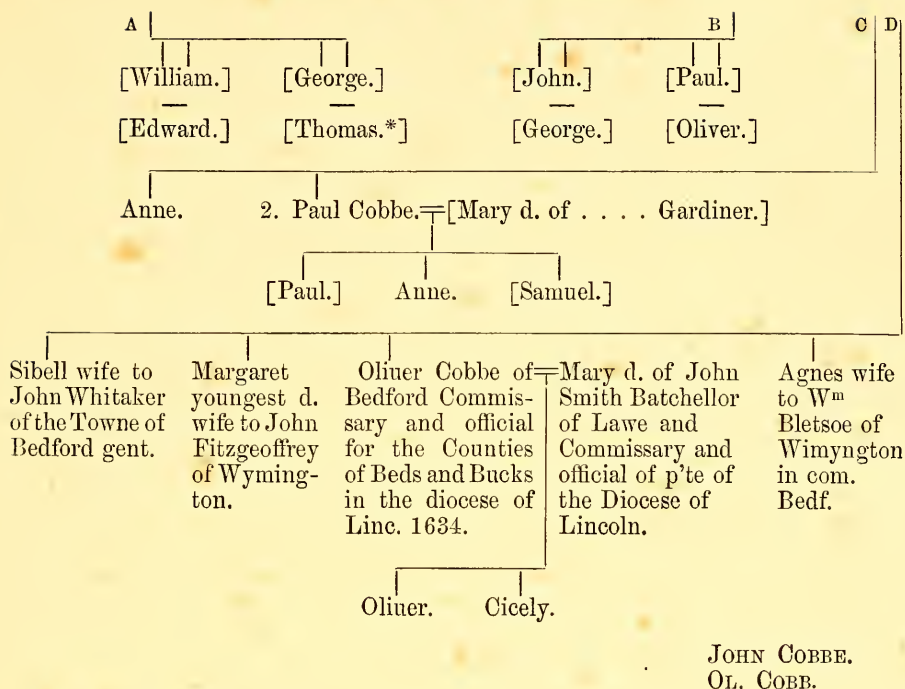 A B C D
[William.] [George.] [John.] [Paul.]
[Edward.] [Thomas.*] [George.] [Oliver.]
Anne. 2. Paul Cobbe.=[Mary d. of . . . . Gardiner.]
[Paul.] Anne. [Samuel.]
Sibell wife to
John Whitaker
of the Towne of
Bedford gent.
Margaret
youngest d.
wife to John
Fitzgeoffrey
of Wyming-
ton.
Oliuer Cobbe of=
Bedford Commis-
sary and official
for the Counties
of Beds and Bucks
in the diocese of
Linc. 1634.
Mary d. of John
Smith Batchellor
of Lawe and
Commissary and
official of p'te of
the Diocese of
Lincoln.
Agnes wife
to Wᵐ
Bletsoe of
Wimyngton
in com.
Bedf.
Oliuer. Cicely.
JOHN COBBE.
OL. COBB.